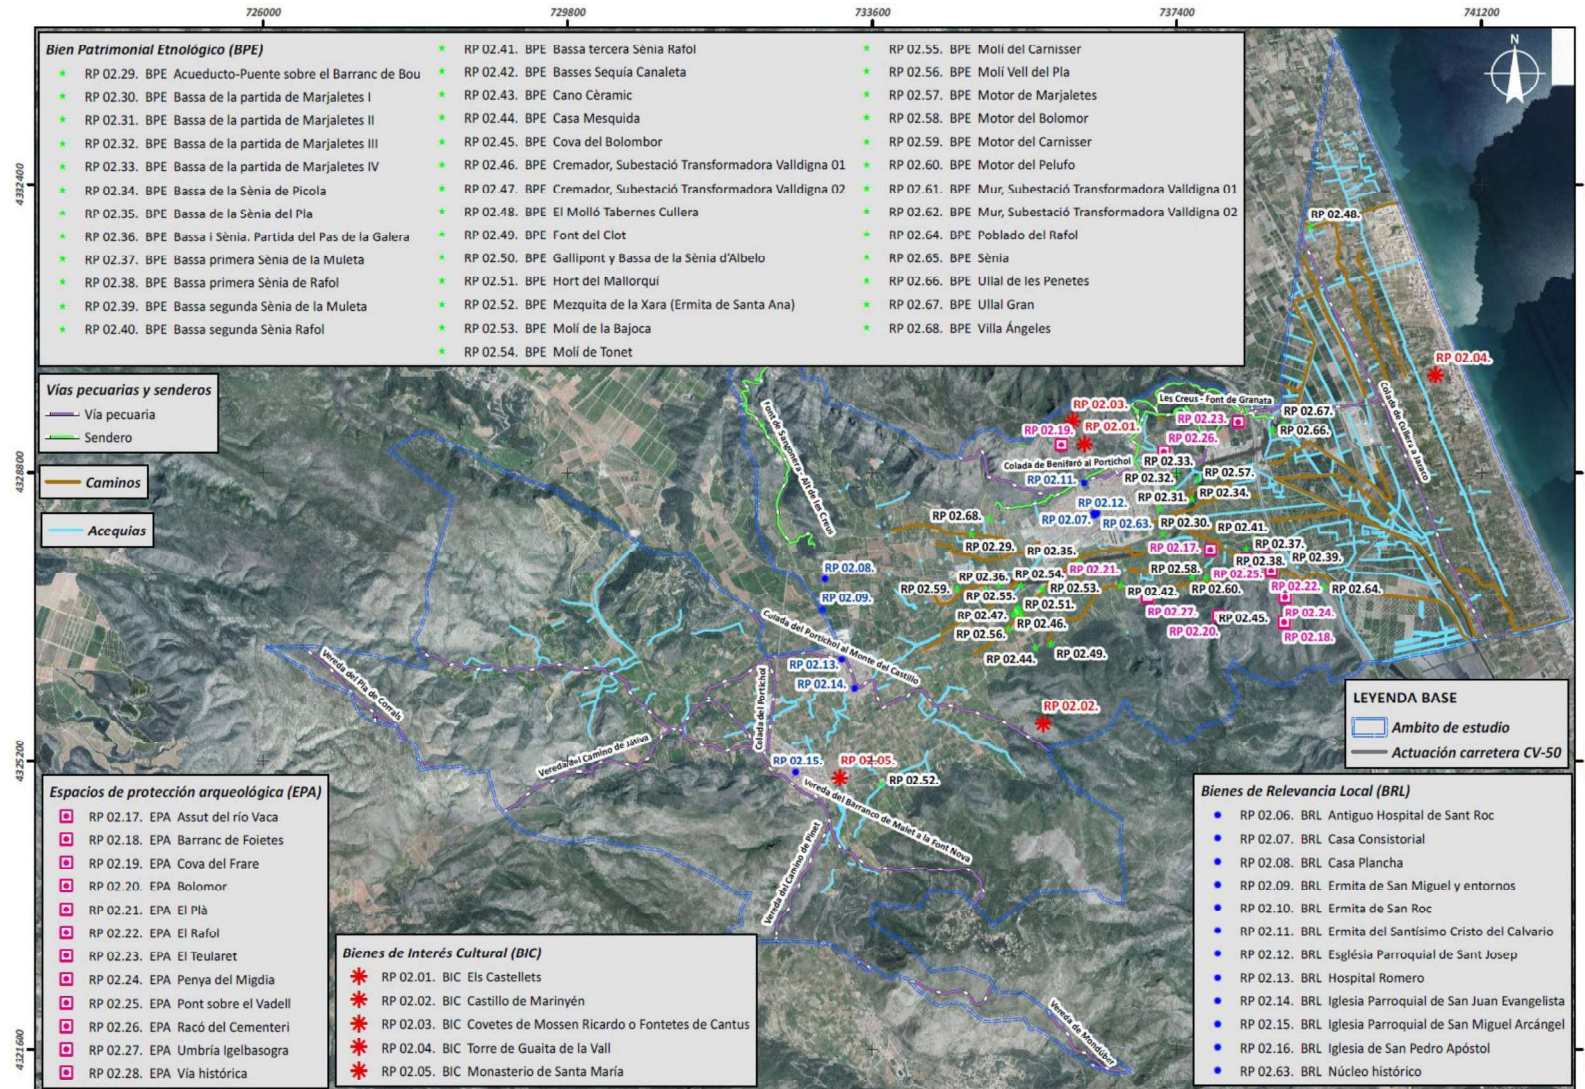 726000 729800 733600 737400 741200
4332400
4328800
4325200
4321600
N
Bien Patrimonial Etnológico (BPE)
RP 02.29. BPE Acueducto-Puente sobre el Barranc de Bou
RP 02.30. BPE Bassa de la partida de Marjaletes I
RP 02.31. BPE Bassa de la partida de Marjaletes II
RP 02.32. BPE Bassa de la partida de Marjaletes III
RP 02.33. BPE Bassa de la partida de Marjaletes IV
RP 02.34. BPE Bassa de la Sènia de Picola
RP 02.35. BPE Bassa de la Sènia del Pla
RP 02.36. BPE Bassa i Sènia. Partida del Pas de la Galera
RP 02.37. BPE Bassa primera Sènia de la Muleta
RP 02.38. BPE Bassa primera Sènia de Rafol
RP 02.39. BPE Bassa segunda Sènia de la Muleta
RP 02.40. BPE Bassa segunda Sènia Rafol
RP 02.41. BPE Bassa tercera Sènia Rafol
RP 02.42. BPE Basses Sequía Canaleta
RP 02.43. BPE Cano Cèramic
RP 02.44. BPE Casa Mesquida
RP 02.45. BPE Cova del Bolombor
RP 02.46. BPE Cremador, Subestació Transformadora Valldigna 01
RP 02.47. BPE Cremador, Subestació Transformadora Valldigna 02
RP 02.48. BPE El Molló Tabernes Cullera
RP 02.49. BPE Font del Clot
RP 02.50. BPE Gallipont y Bassa de la Sènia d'Albelo
RP 02.51. BPE Hort del Mallorquí
RP 02.52. BPE Mezquita de la Xara (Ermita de Santa Ana)
RP 02.53. BPE Molí de la Bajoca
RP 02.54. BPE Molí de Tonet
RP 02.55. BPE Molí del Carnisser
RP 02.56. BPE Molí Vell del Pla
RP 02.57. BPE Motor de Marjaletes
RP 02.58. BPE Motor del Bolomor
RP 02.59. BPE Motor del Carnisser
RP 02.60. BPE Motor del Pelufo
RP 02.61. BPE Mur, Subestació Transformadora Valldigna 01
RP 02.62. BPE Mur, Subestació Transformadora Valldigna 02
RP 02.64. BPE Poblado del Rafol
RP 02.65. BPE Sènia
RP 02.66. BPE Ullal de les Penetes
RP 02.67. BPE Ullal Gran
RP 02.68. BPE Villa Ángeles
Vías pecuarias y senderos
Vía pecuaria
Sendero
Caminos
Acequias
RP 02.48.
RP 02.04.
Colada de Cullera a Jaraco
Font de Sangonera - Alt de les Creus
Les Creus - Font de Granata
RP 02.03.
RP 02.01.
RP 02.19.
RP 02.23.
RP 02.26.
RP 02.67.
RP 02.66.
Colada de Benifaró al Portichol
RP 02.33.
RP 02.11.
RP 02.32.
RP 02.57.
RP 02.31.
RP 02.34.
RP 02.12.
RP 02.07.
RP 02.63.
RP 02.30.
RP 02.68.
RP 02.41.
RP 02.29.
RP 02.35.
RP 02.17.
RP 02.37.
RP 02.38.
RP 02.39.
RP 02.08.
RP 02.36.
RP 02.54.
RP 02.21.
RP 02.58.
RP 02.25.
RP 02.59.
RP 02.55.
RP 02.53.
RP 02.42.
RP 02.60.
RP 02.22.
RP 02.64.
RP 02.09.
RP 02.51.
RP 02.27.
RP 02.24.
RP 02.47.
RP 02.46.
RP 02.20.
RP 02.45.
RP 02.56.
RP 02.18.
RP 02.44.
RP 02.49.
Colada del Portichol al Monte del Castillo
RP 02.13.
RP 02.14.
RP 02.02.
Vereda del Pla de Corrals
Colada del Portichol
Vereda del Camino de Játiva
RP 02.15.
RP 02.05.
RP 02.52.
Vereda del Barranco de Malet a la Font Nova
Vereda del Camino de Pinet
Vereda de Mondúber
LEYENDA BASE
Ambito de estudio
Actuación carretera CV-50
Espacios de protección arqueológica (EPA)
RP 02.17. EPA Assut del río Vaca
RP 02.18. EPA Barranc de Foietes
RP 02.19. EPA Cova del Frare
RP 02.20. EPA Bolomor
RP 02.21. EPA El Plà
RP 02.22. EPA El Rafol
RP 02.23. EPA El Teularet
RP 02.24. EPA Penya del Migdia
RP 02.25. EPA Pont sobre el Vadell
RP 02.26. EPA Racó del Cementeri
RP 02.27. EPA Umbría Igelbasogra
RP 02.28. EPA Vía histórica
Bienes de Interés Cultural (BIC)
RP 02.01. BIC Els Castellets
RP 02.02. BIC Castillo de Marinyén
RP 02.03. BIC Covetes de Mossen Ricardo o Fontetes de Cantus
RP 02.04. BIC Torre de Guaita de la Vall
RP 02.05. BIC Monasterio de Santa María
Bienes de Relevancia Local (BRL)
RP 02.06. BRL Antiguo Hospital de Sant Roc
RP 02.07. BRL Casa Consistorial
RP 02.08. BRL Casa Plancha
RP 02.09. BRL Ermita de San Miguel y entornos
RP 02.10. BRL Ermita de San Roc
RP 02.11. BRL Ermita del Santísimo Cristo del Calvario
RP 02.12. BRL Església Parroquial de Sant Josep
RP 02.13. BRL Hospital Romero
RP 02.14. BRL Iglesia Parroquial de San Juan Evangelista
RP 02.15. BRL Iglesia Parroquial de San Miguel Arcángel
RP 02.16. BRL Iglesia de San Pedro Apóstol
RP 02.63. BRL Núcleo histórico